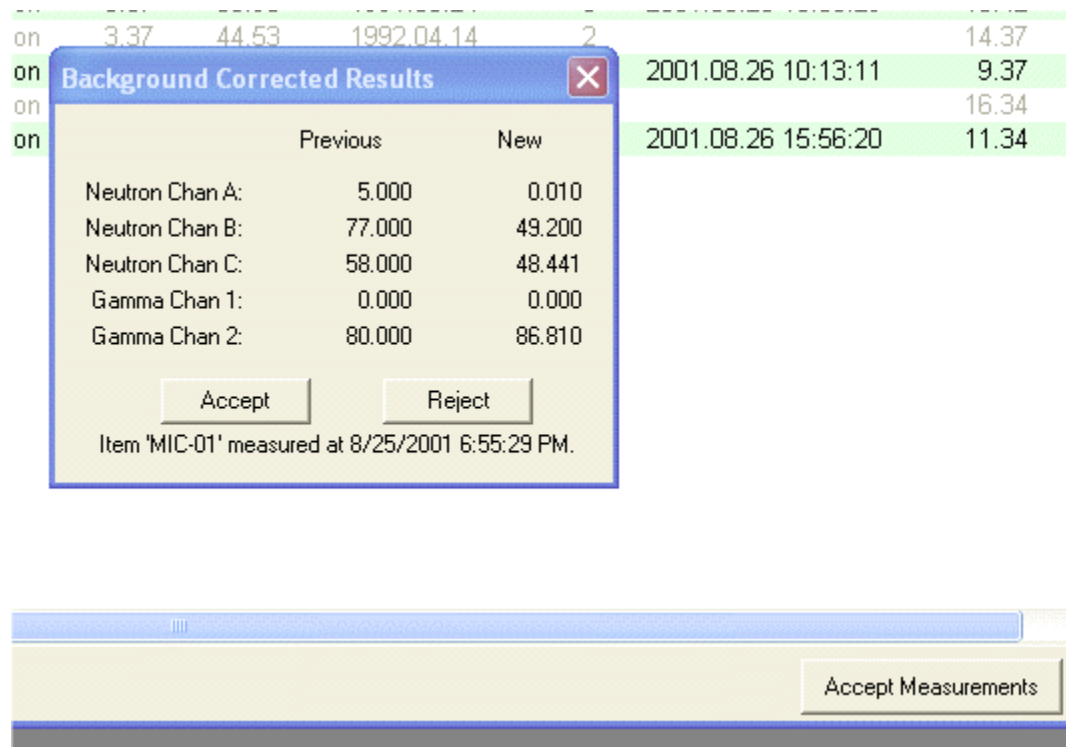 on 3.37 44.53 1992.04.14 2 14.37
on Background Corrected Results 2001.08.26 10:13:11 9.37
on 16.34
on Previous New 2001.08.26 15:56:20 11.34
Neutron Chan A: 5.000 0.010
Neutron Chan B: 77.000 49.200
Neutron Chan C: 58.000 48.441
Gamma Chan 1: 0.000 0.000
Gamma Chan 2: 80.000 86.810
Accept Reject
Item 'MIC-01' measured at 8/25/2001 6:55:29 PM.
Accept Measurements